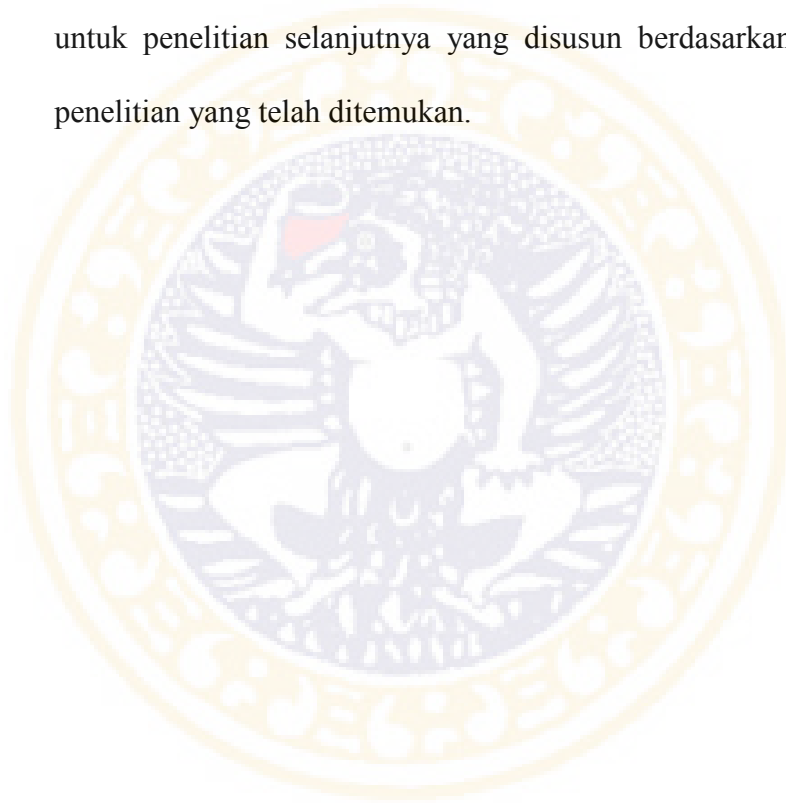 untuk penelitian selanjutnya yang disusun berdasarkan
penelitian yang telah ditemukan.